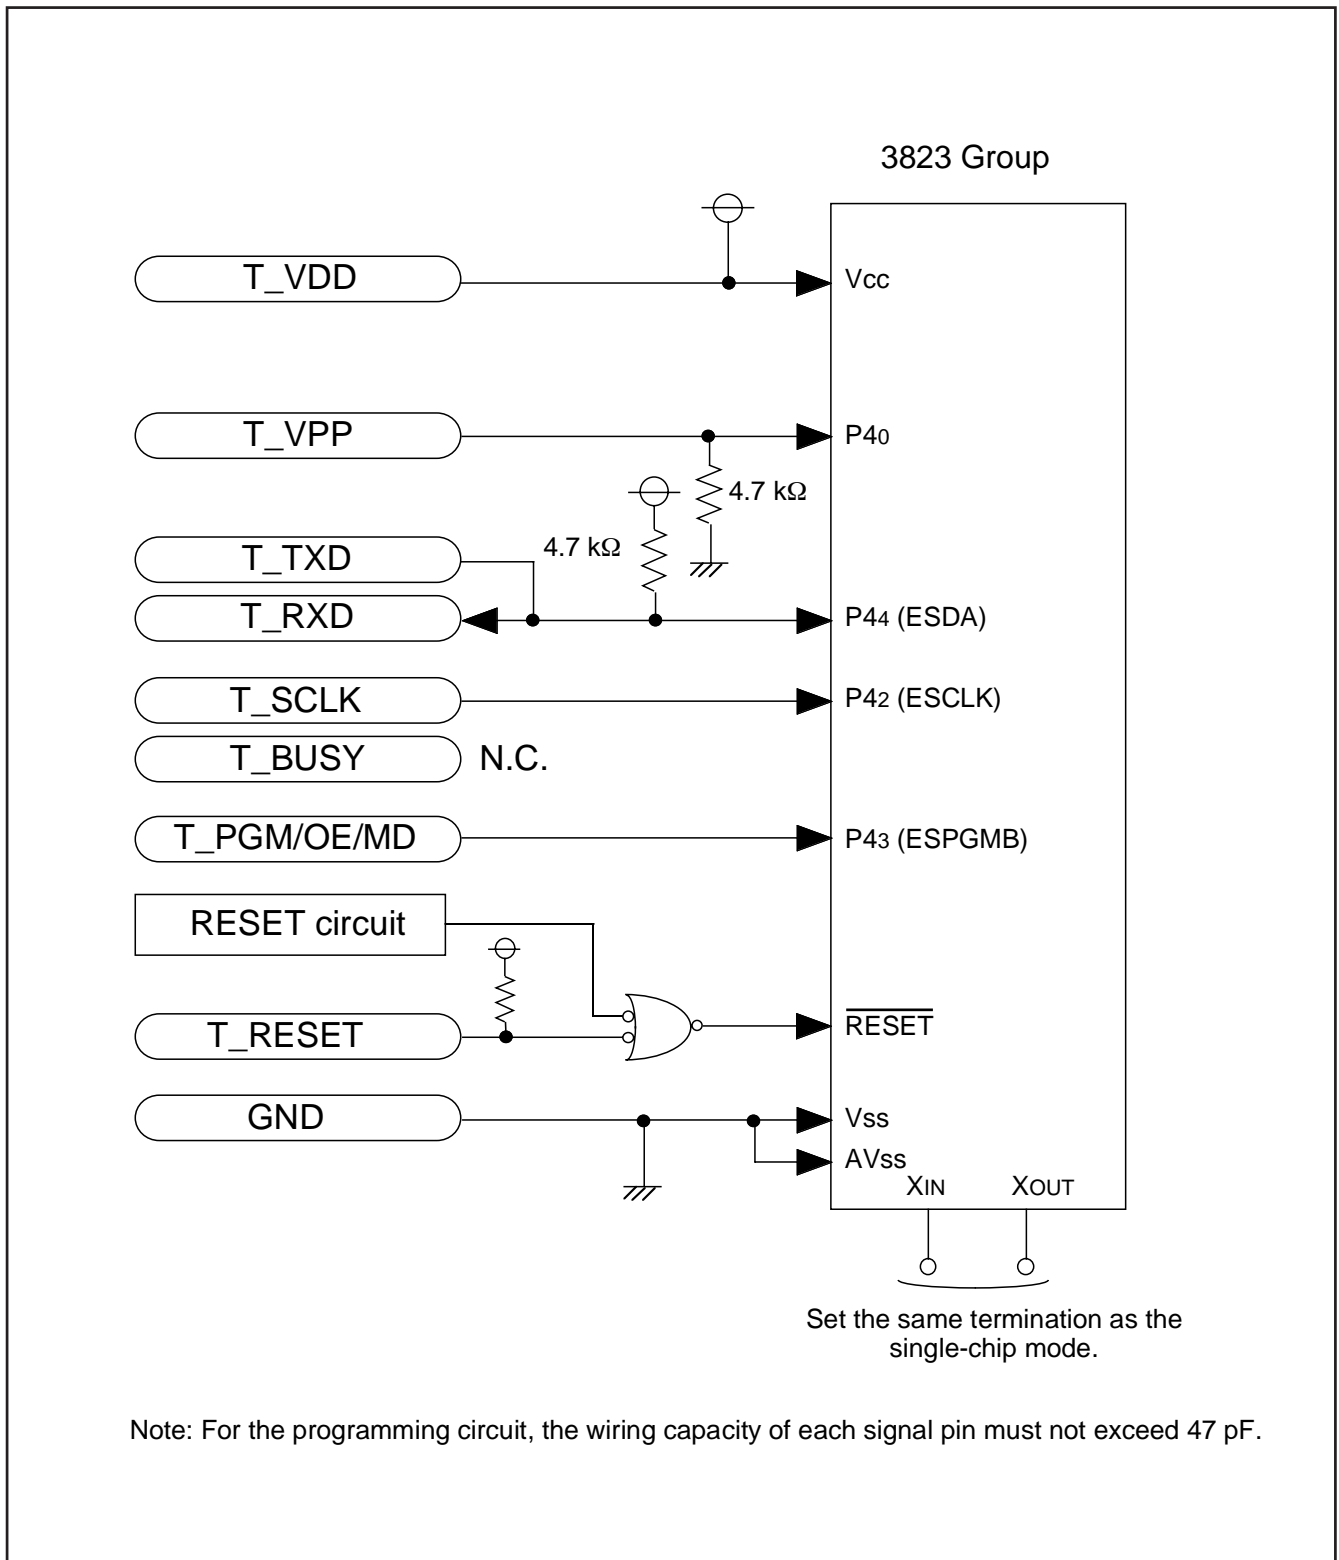 3823 Group
T_VDD
Vcc
T_VPP
P40
4.7 kΩ
4.7 kΩ
T_TXD
T_RXD
P44 (ESDA)
T_SCLK
P42 (ESCLK)
T_BUSY
N.C.
T_PGM/OE/MD
P43 (ESPGMB)
RESET circuit
T_RESET
RESET
GND
Vss
AVss
XIN
XOUT
Set the same termination as the
single-chip mode.
Note: For the programming circuit, the wiring capacity of each signal pin must not exceed 47 pF.